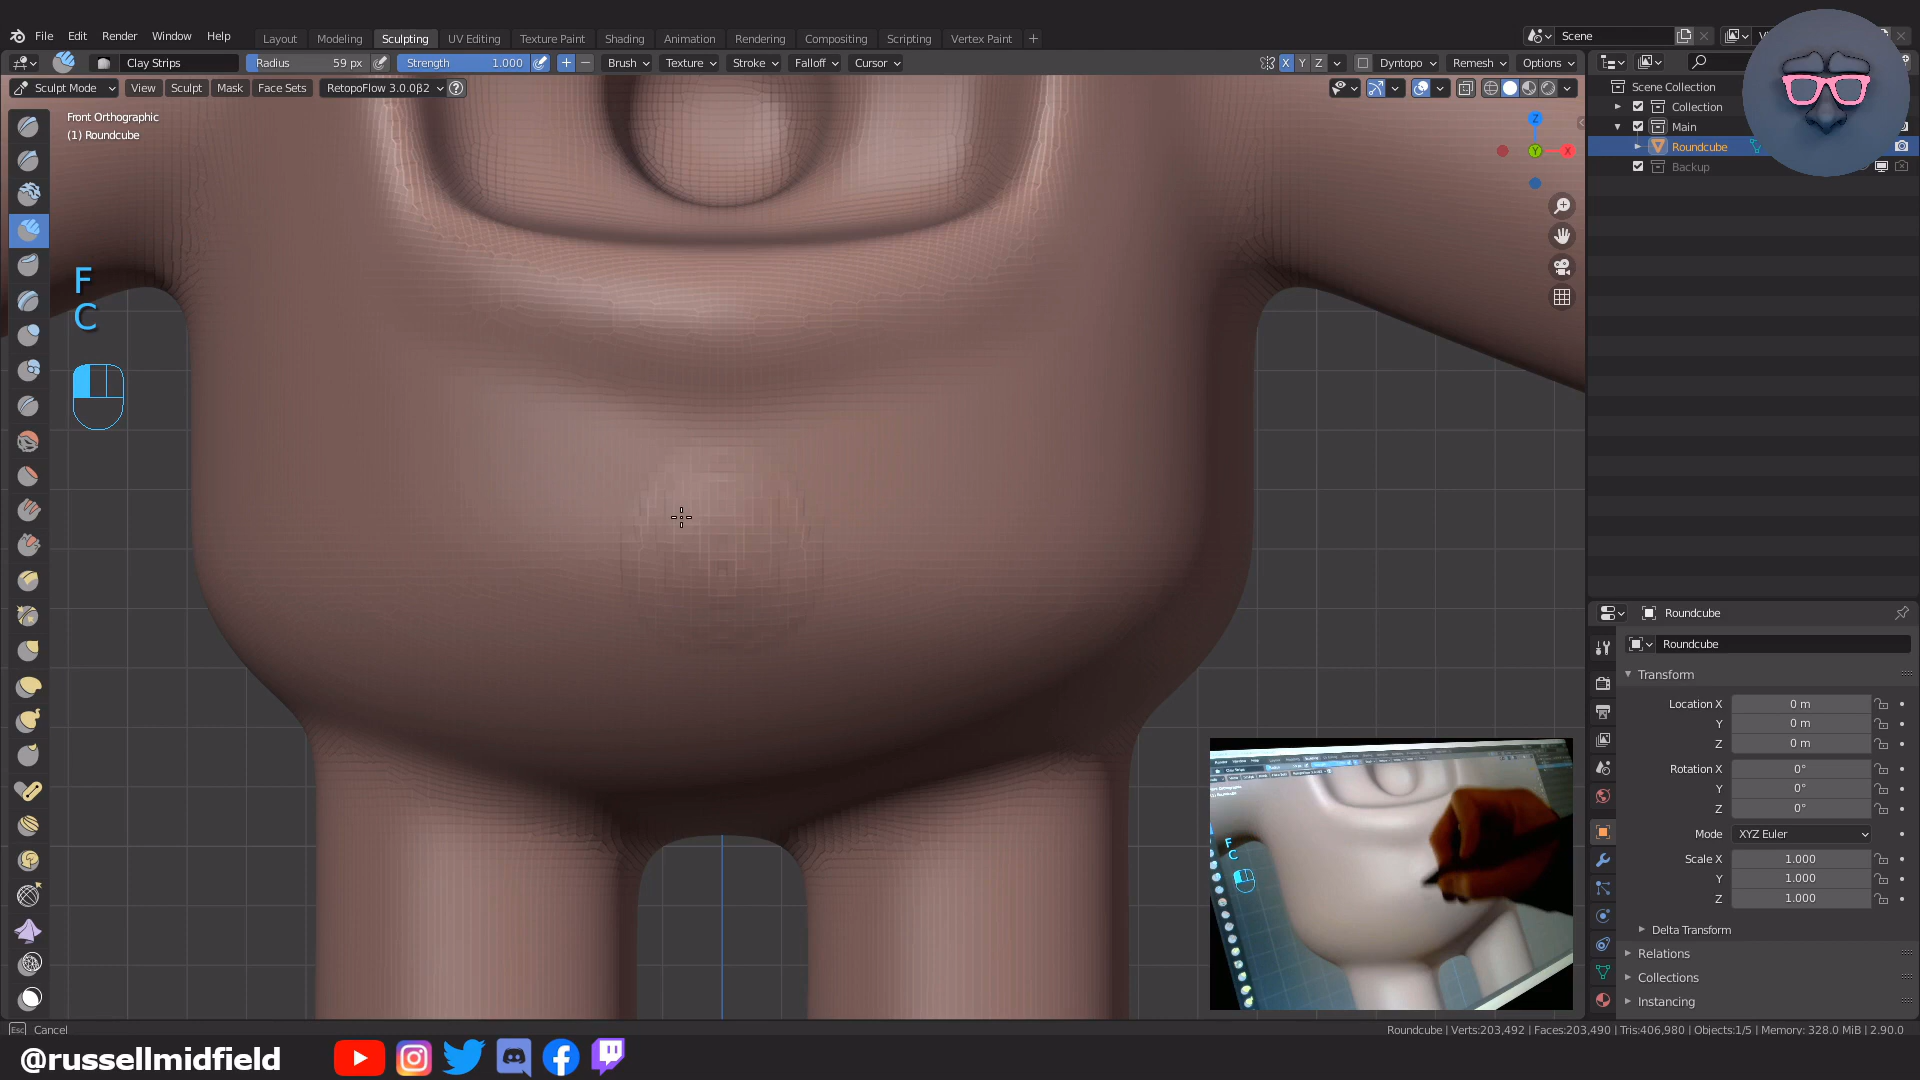 File Edit Render Window Help Layout Modeling Sculpting UV Editing Texture Paint Shading Animation Rendering Compositing Scripting Vertex Paint + Scene
Clay Strips Radius 59 px Strength 1.000 + − Brush Texture Stroke Falloff Cursor X Y Z Dyntopo Remesh Options
Sculpt Mode View Sculpt Mask Face Sets RetopoFlow 3.0.0β2 ?
Scene Collection
Collection
Main
Roundcube
Backup
Front Orthographic
(1) Roundcube
Z
Y
X
F
C
Roundcube
Roundcube
Transform
Location X 0 m
Y 0 m
Z 0 m
Rotation X 0°
Y 0°
Z 0°
Mode XYZ Euler
Scale X 1.000
Y 1.000
Z 1.000
Delta Transform
Relations
Collections
Instancing
F
C
Esc Cancel
Roundcube | Verts:203,492 | Faces:203,490 | Tris:406,980 | Objects:1/5 | Memory: 328.0 MiB | 2.90.0
@russellmidfield